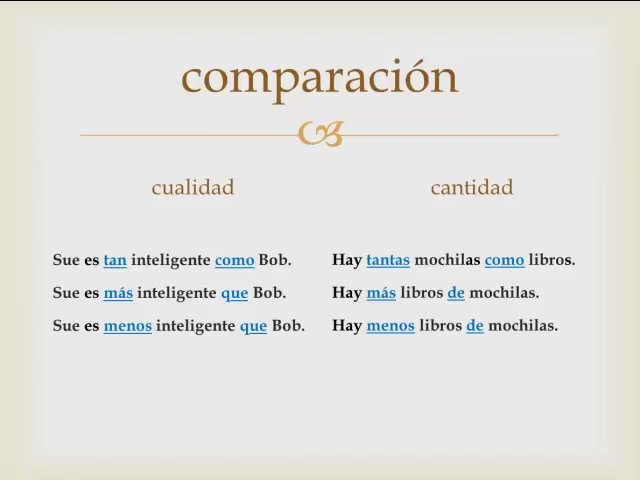 comparación
cualidad
cantidad
Sue es tan inteligente como Bob.
Sue es más inteligente que Bob.
Sue es menos inteligente que Bob.
Hay tantas mochilas como libros.
Hay más libros de mochilas.
Hay menos libros de mochilas.